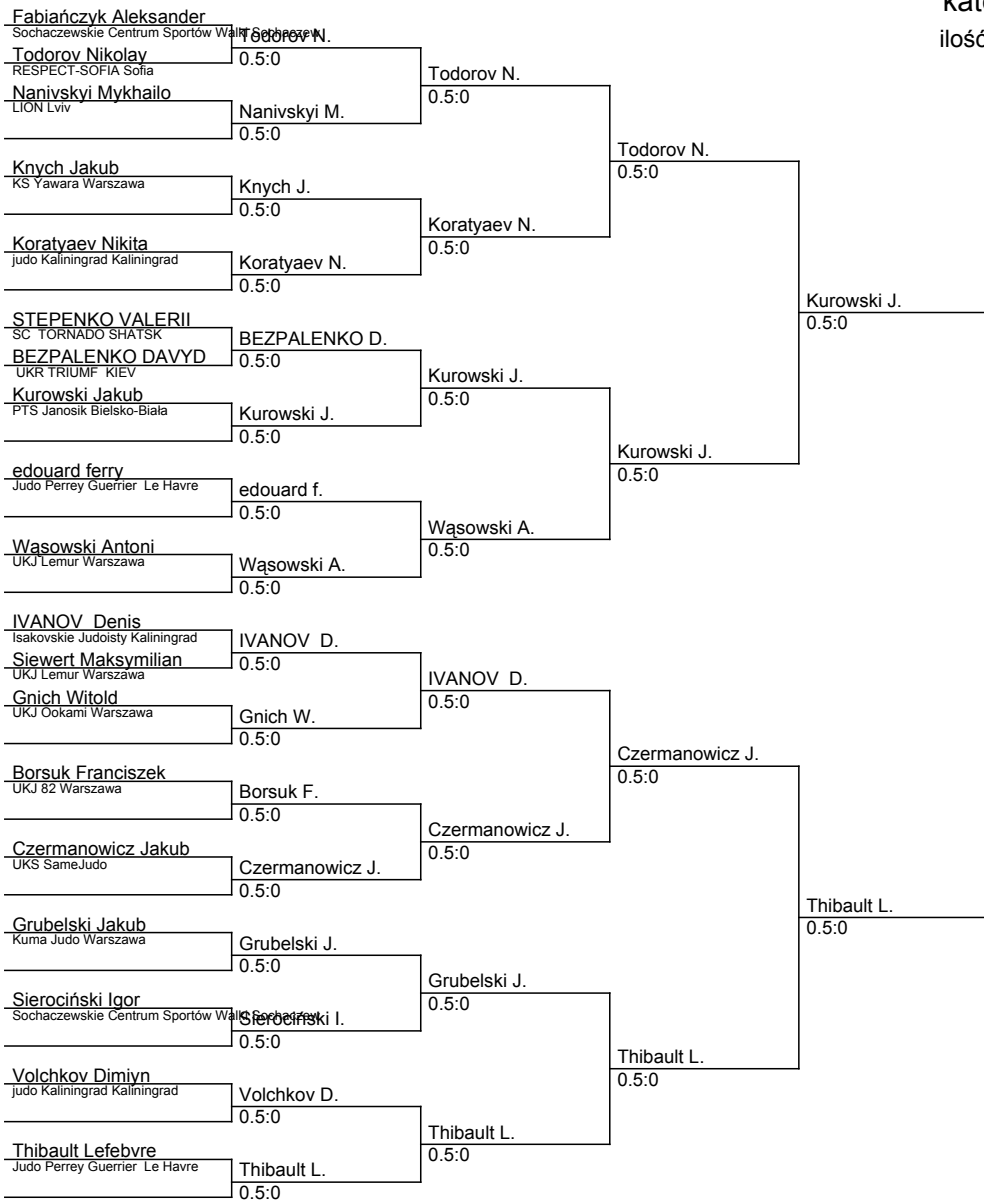 kat
ilość
Fabiańczyk Aleksander
Sochaczewskie Centrum Sportów Walki Sochaczew
Todorov Nikolay
RESPECT-SOFIA Sofia
Nanivskyi Mykhailo
LION Lviv
Knych Jakub
KS Yawara Warszawa
Koratyaev Nikita
judo Kaliningrad Kaliningrad
STEPENKO VALERII
SC TORNADO SHATSK
BEZPALENKO DAVYD
UKR TRIUMF KIEV
Kurowski Jakub
PTS Janosik Bielsko-Biała
edouard ferry
Judo Perrey Guerrier Le Havre
Wąsowski Antoni
UKJ Lemur Warszawa
IVANOV Denis
Isakovskie Judoisty Kaliningrad
Siewert Maksymilian
UKJ Lemur Warszawa
Gnich Witold
UKJ Ookami Warszawa
Borsuk Franciszek
UKJ 82 Warszawa
Czermanowicz Jakub
UKS SameJudo
Grubelski Jakub
Kuma Judo Warszawa
Sierociński Igor
Sochaczewskie Centrum Sportów Walki Sochaczew
Volchkov Dimiyn
judo Kaliningrad Kaliningrad
Thibault Lefebvre
Judo Perrey Guerrier Le Havre
Todorov N.
0.5:0
Nanivskyi M.
0.5:0
Knych J.
0.5:0
Koratyaev N.
0.5:0
BEZPALENKO D.
0.5:0
Kurowski J.
0.5:0
edouard f.
0.5:0
Wąsowski A.
0.5:0
IVANOV D.
0.5:0
Gnich W.
0.5:0
Borsuk F.
0.5:0
Czermanowicz J.
0.5:0
Grubelski J.
0.5:0
Sierociński I.
0.5:0
Volchkov D.
0.5:0
Thibault L.
0.5:0
Todorov N.
0.5:0
Koratyaev N.
0.5:0
Kurowski J.
0.5:0
Wąsowski A.
0.5:0
IVANOV D.
0.5:0
Czermanowicz J.
0.5:0
Grubelski J.
0.5:0
Thibault L.
0.5:0
Todorov N.
0.5:0
Kurowski J.
0.5:0
Czermanowicz J.
0.5:0
Thibault L.
0.5:0
Kurowski J.
0.5:0
Thibault L.
0.5:0